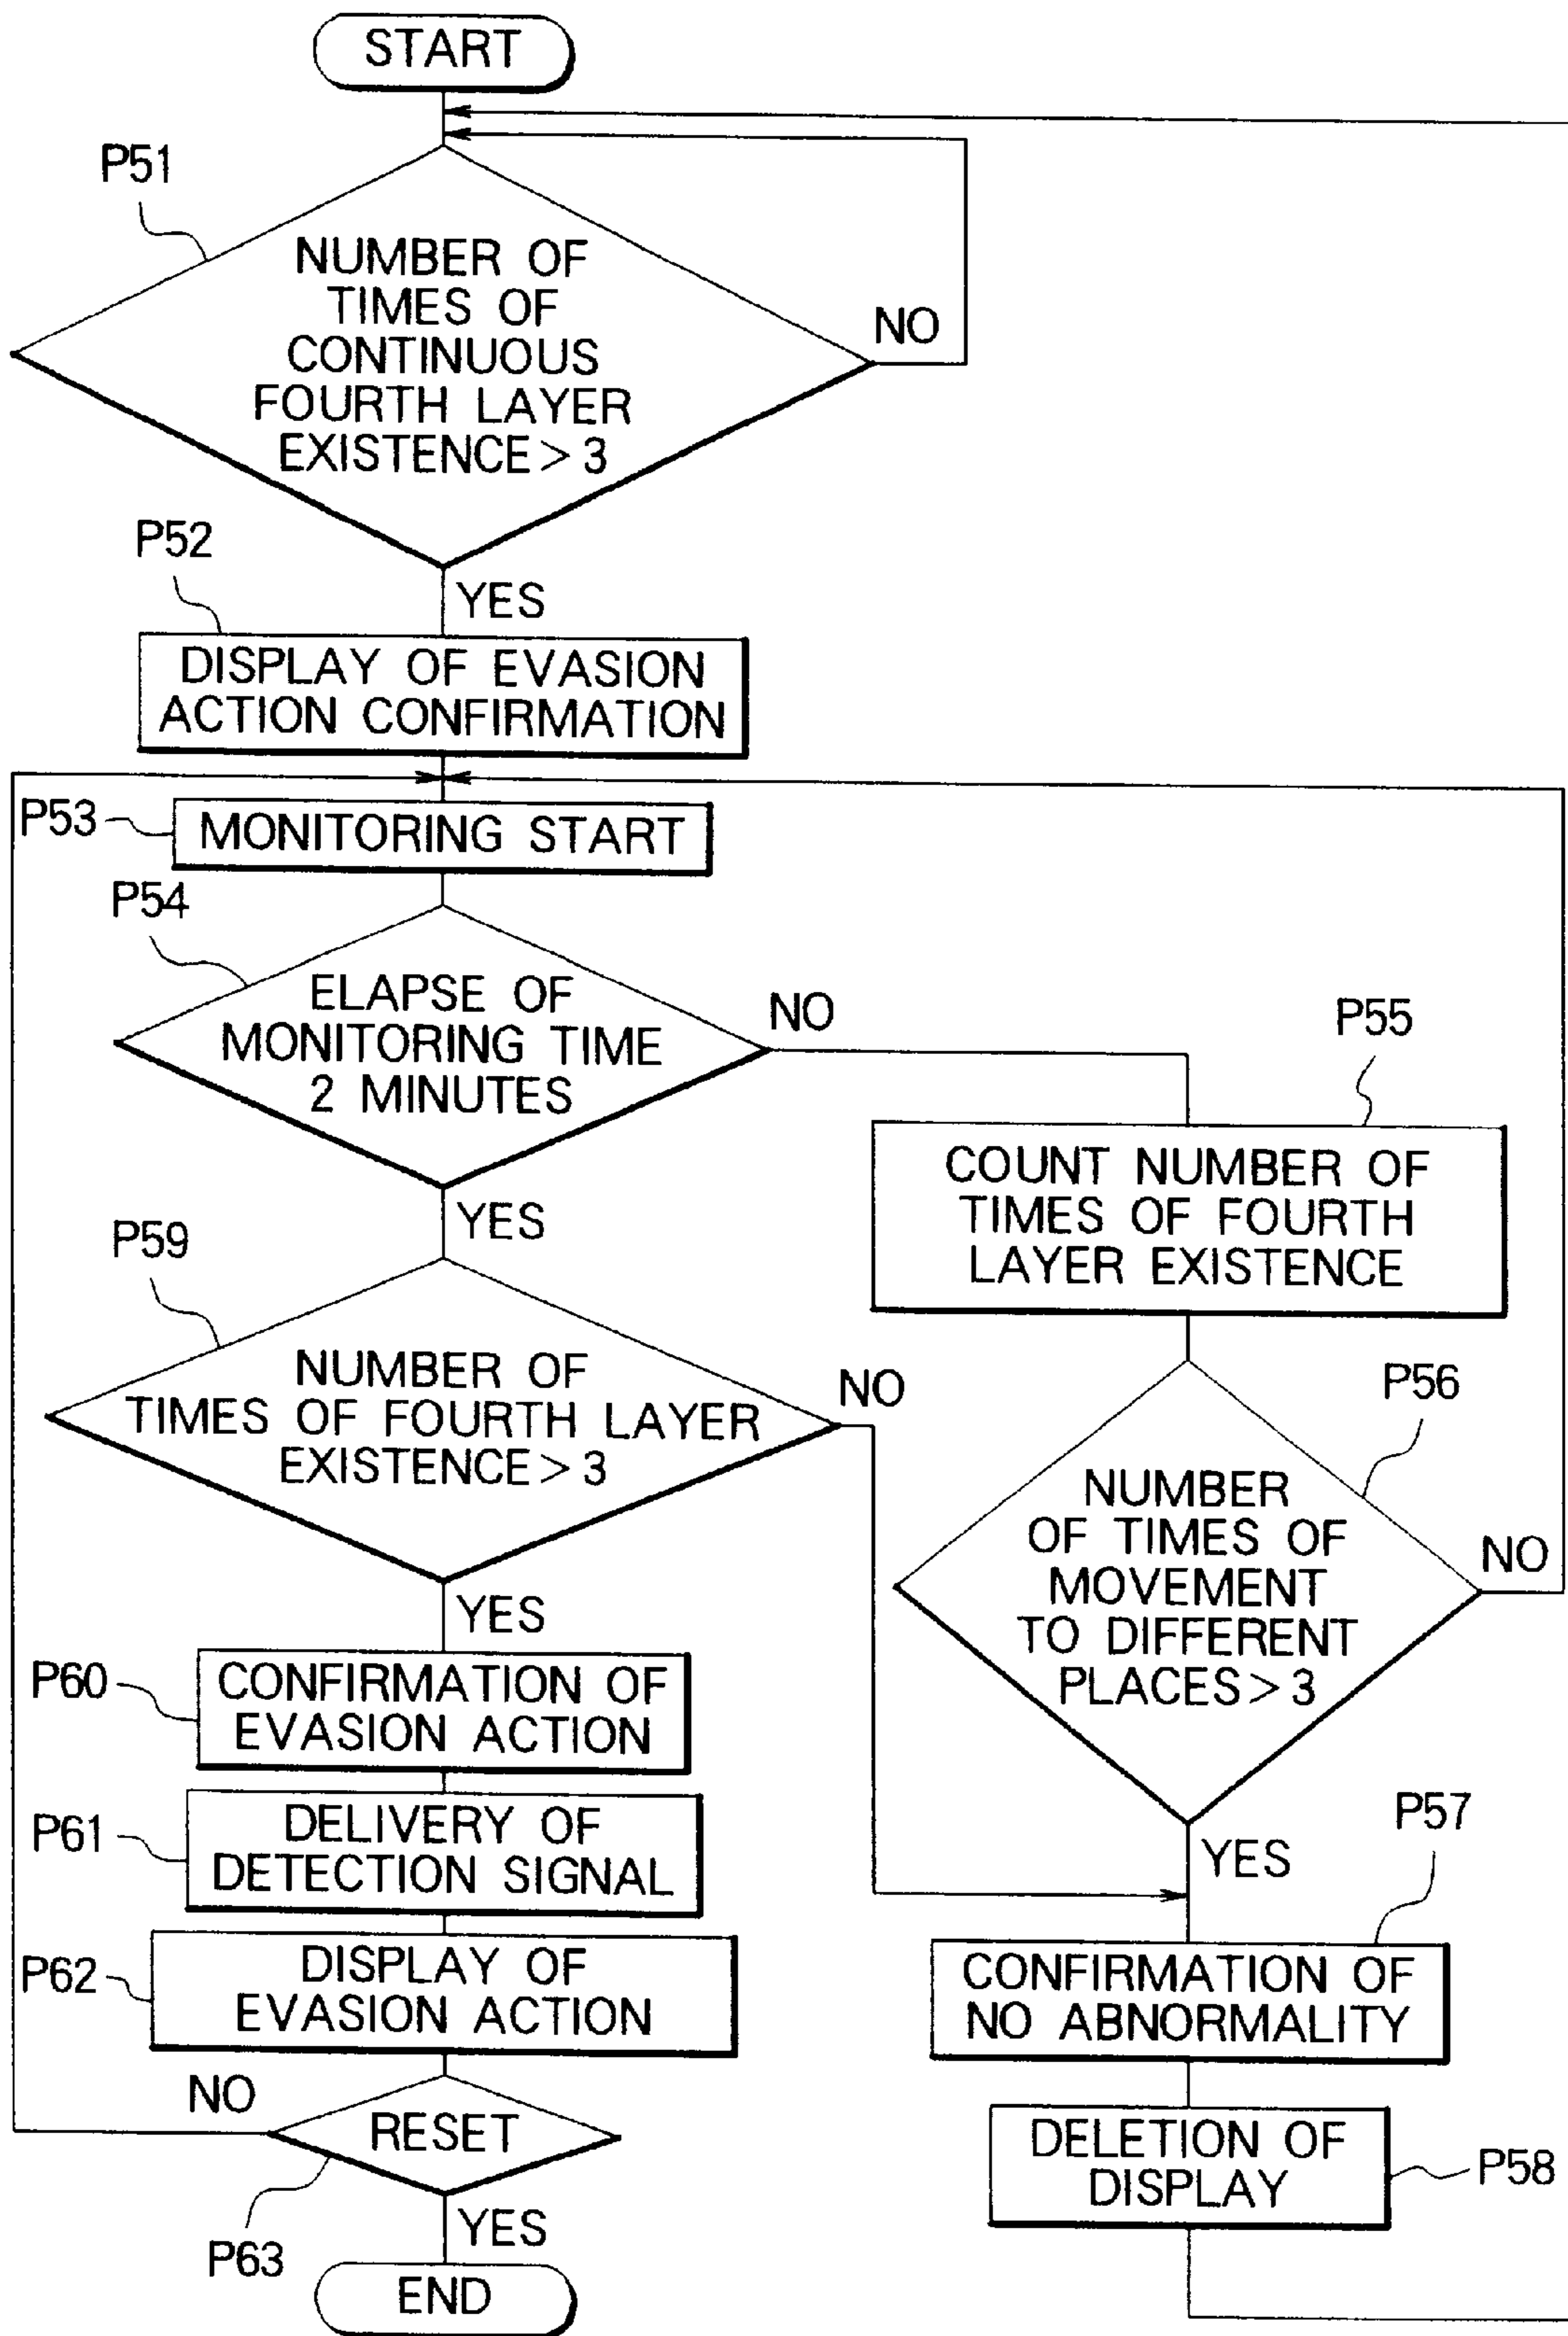 START
P51
NUMBER OF
TIMES OF
CONTINUOUS
FOURTH LAYER
EXISTENCE>3
NO
YES
P52
DISPLAY OF EVASION
ACTION CONFIRMATION
P53
MONITORING START
P54
ELAPSE OF
MONITORING TIME
2 MINUTES
NO
YES
P55
COUNT NUMBER OF
TIMES OF FOURTH
LAYER EXISTENCE
P59
NUMBER OF
TIMES OF FOURTH LAYER
EXISTENCE>3
NO
YES
P56
NUMBER
OF TIMES OF
MOVEMENT
TO DIFFERENT
PLACES>3
NO
YES
P60
CONFIRMATION OF
EVASION ACTION
P61
DELIVERY OF
DETECTION SIGNAL
P62
DISPLAY OF
EVASION ACTION
P57
CONFIRMATION OF
NO ABNORMALITY
P58
DELETION OF
DISPLAY
NO
RESET
P63
YES
END